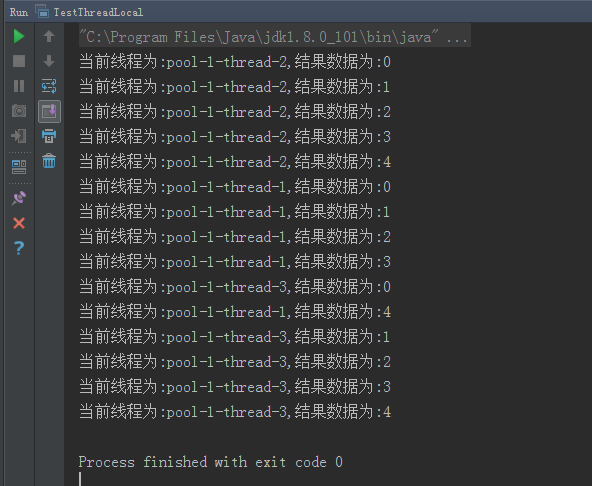 Run TestThreadLocal
"C:\Program Files\Java\jdk1.8.0_101\bin\java" ...
当前线程为:pool-1-thread-2,结果数据为:0
当前线程为:pool-1-thread-2,结果数据为:1
当前线程为:pool-1-thread-2,结果数据为:2
当前线程为:pool-1-thread-2,结果数据为:3
当前线程为:pool-1-thread-2,结果数据为:4
当前线程为:pool-1-thread-1,结果数据为:0
当前线程为:pool-1-thread-1,结果数据为:1
当前线程为:pool-1-thread-1,结果数据为:2
当前线程为:pool-1-thread-1,结果数据为:3
当前线程为:pool-1-thread-3,结果数据为:0
当前线程为:pool-1-thread-1,结果数据为:4
当前线程为:pool-1-thread-3,结果数据为:1
当前线程为:pool-1-thread-3,结果数据为:2
当前线程为:pool-1-thread-3,结果数据为:3
当前线程为:pool-1-thread-3,结果数据为:4
Process finished with exit code 0